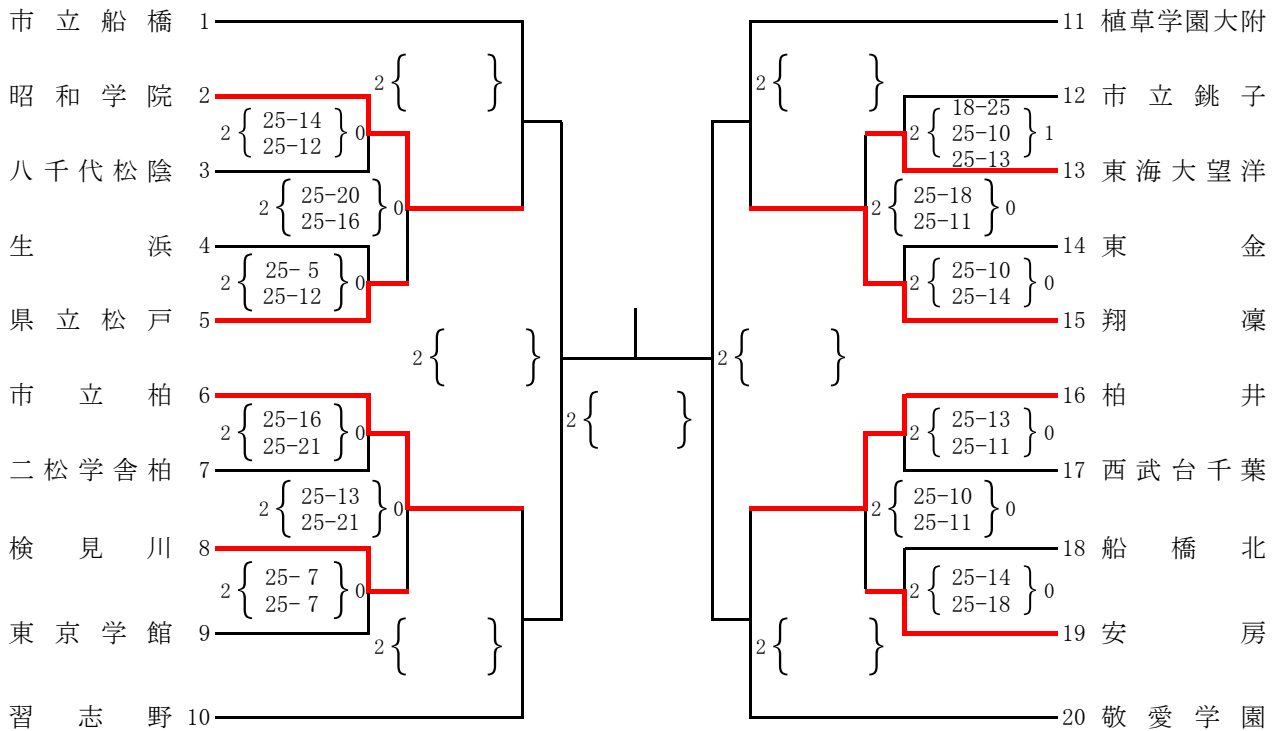 市立船橋 1
2 { }
昭和学院 2
2 { 25-14 } 0
25-12
八千代松陰 3
2 { 25-20 } 0
25-16
生浜 4
2 { 25- 5 } 0
25-12
県立松戸 5
2 { }
市立柏 6
2 { 25-16 } 0
25-21
二松学舎柏 7
2 { 25-13 } 0
25-21
検見川 8
2 { 25- 7 } 0
25- 7
東京学館 9
2 { }
習志野 10
2 { }
11 植草学園大附
2 { }
12 市立銚子
18-25
2 { 25-10 } 1
25-13
13 東海大望洋
2 { 25-18 } 0
25-11
14 東金
2 { 25-10 } 0
25-14
15 翔凜
2 { }
16 柏井
2 { 25-13 } 0
25-11
17 西武台千葉
2 { 25-10 } 0
25-11
18 船橋北
2 { 25-14 } 0
25-18
19 安房
2 { }
20 敬愛学園